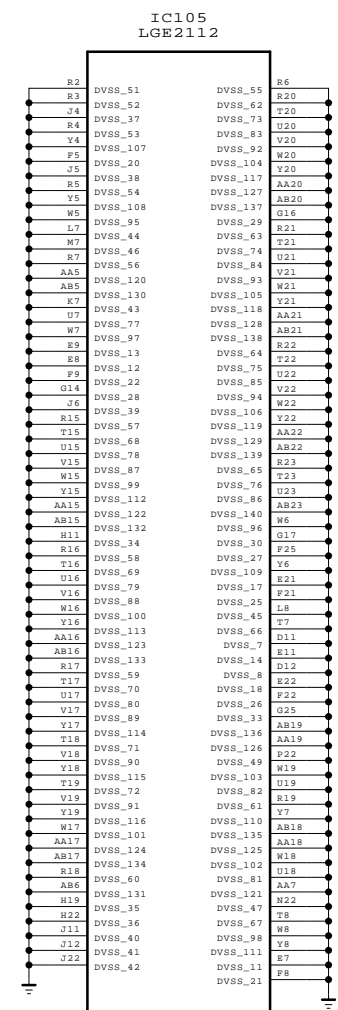 IC105
LGE2112
R2 DVSS_51 DVSS_55 R6
R3 DVSS_52 DVSS_62 R20
J4 DVSS_37 DVSS_73 T20
R4 DVSS_53 DVSS_83 U20
Y4 DVSS_107 DVSS_92 V20
F5 DVSS_20 DVSS_104 W20
J5 DVSS_38 DVSS_117 Y20
R5 DVSS_54 DVSS_127 AA20
Y5 DVSS_108 DVSS_137 AB20
W5 DVSS_95 DVSS_29 G16
L7 DVSS_44 DVSS_63 R21
M7 DVSS_46 DVSS_74 T21
R7 DVSS_56 DVSS_84 U21
AA5 DVSS_120 DVSS_93 V21
AB5 DVSS_130 DVSS_105 W21
K7 DVSS_43 DVSS_118 Y21
U7 DVSS_77 DVSS_128 AA21
W7 DVSS_97 DVSS_138 AB21
E9 DVSS_13 DVSS_64 R22
E8 DVSS_12 DVSS_75 T22
F9 DVSS_22 DVSS_85 U22
G14 DVSS_28 DVSS_94 V22
J6 DVSS_39 DVSS_106 W22
R15 DVSS_57 DVSS_119 Y22
T15 DVSS_68 DVSS_129 AA22
U15 DVSS_78 DVSS_139 AB22
V15 DVSS_87 DVSS_65 R23
W15 DVSS_99 DVSS_76 T23
Y15 DVSS_112 DVSS_86 U23
AA15 DVSS_122 DVSS_140 AB23
AB15 DVSS_132 DVSS_96 W6
H11 DVSS_34 DVSS_30 G17
R16 DVSS_58 DVSS_27 F25
T16 DVSS_69 DVSS_109 Y6
U16 DVSS_79 DVSS_17 E21
V16 DVSS_88 DVSS_25 F21
W16 DVSS_100 DVSS_45 L8
Y16 DVSS_113 DVSS_66 T7
AA16 DVSS_123 DVSS_7 D11
AB16 DVSS_133 DVSS_14 E11
R17 DVSS_59 DVSS_8 D12
T17 DVSS_70 DVSS_18 E22
U17 DVSS_80 DVSS_26 F22
V17 DVSS_89 DVSS_33 G25
Y17 DVSS_114 DVSS_136 AB19
T18 DVSS_71 DVSS_126 AA19
V18 DVSS_90 DVSS_49 P22
Y18 DVSS_115 DVSS_103 W19
T19 DVSS_72 DVSS_82 U19
V19 DVSS_91 DVSS_61 R19
Y19 DVSS_116 DVSS_110 Y7
W17 DVSS_101 DVSS_135 AB18
AA17 DVSS_124 DVSS_125 AA18
AB17 DVSS_134 DVSS_102 W18
R18 DVSS_60 DVSS_81 U18
AB6 DVSS_131 DVSS_121 AA7
H19 DVSS_35 DVSS_47 N22
H22 DVSS_36 DVSS_67 T8
J11 DVSS_40 DVSS_98 W8
J12 DVSS_41 DVSS_111 Y8
J22 DVSS_42 DVSS_11 E7
DVSS_21 F8